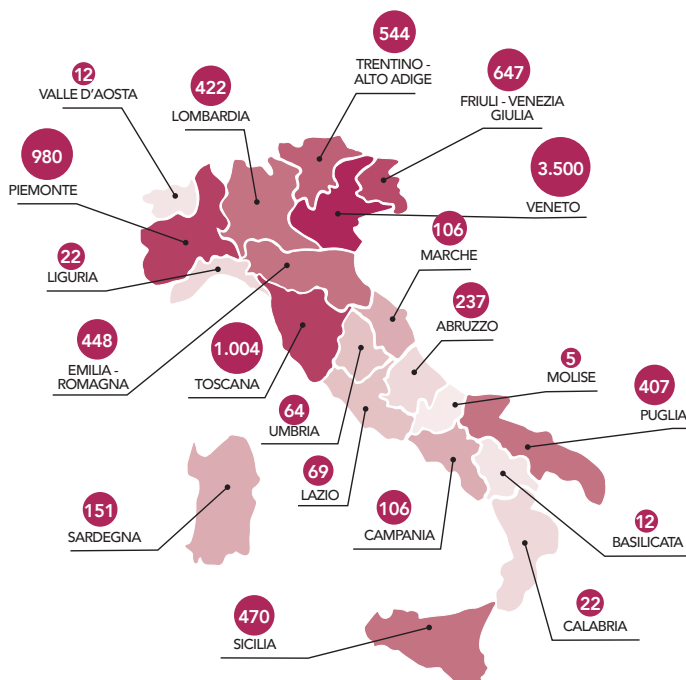 544
TRENTINO -
ALTO ADIGE
12
VALLE D'AOSTA
422
LOMBARDIA
647
FRIULI - VENEZIA
GIULIA
980
PIEMONTE
3.500
VENETO
106
MARCHE
22
LIGURIA
237
ABRUZZO
448
EMILIA -
ROMAGNA
1.004
TOSCANA
5
MOLISE
407
PUGLIA
64
UMBRIA
69
LAZIO
151
SARDEGNA
106
CAMPANIA
12
BASILICATA
22
CALABRIA
470
SICILIA